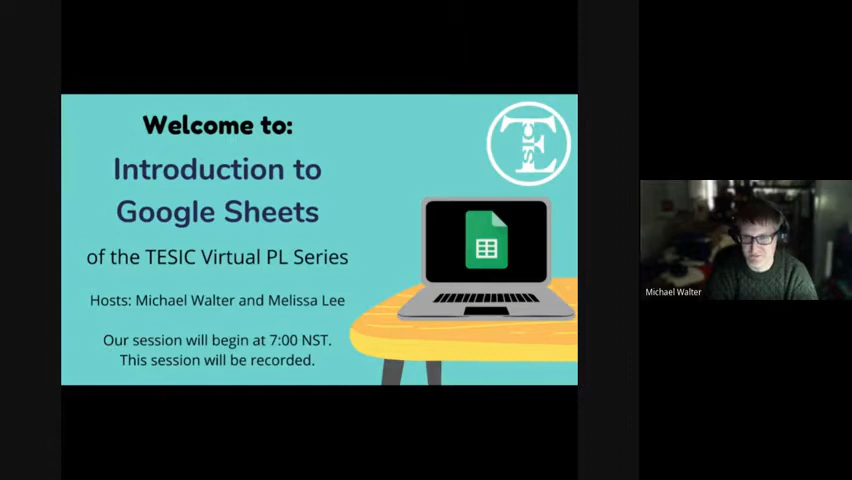 Welcome to:
Introduction to
Google Sheets
of the TESIC Virtual PL Series
Hosts: Michael Walter and Melissa Lee
Our session will begin at 7:00 NST.
This session will be recorded.
TESIC
Michael Walter